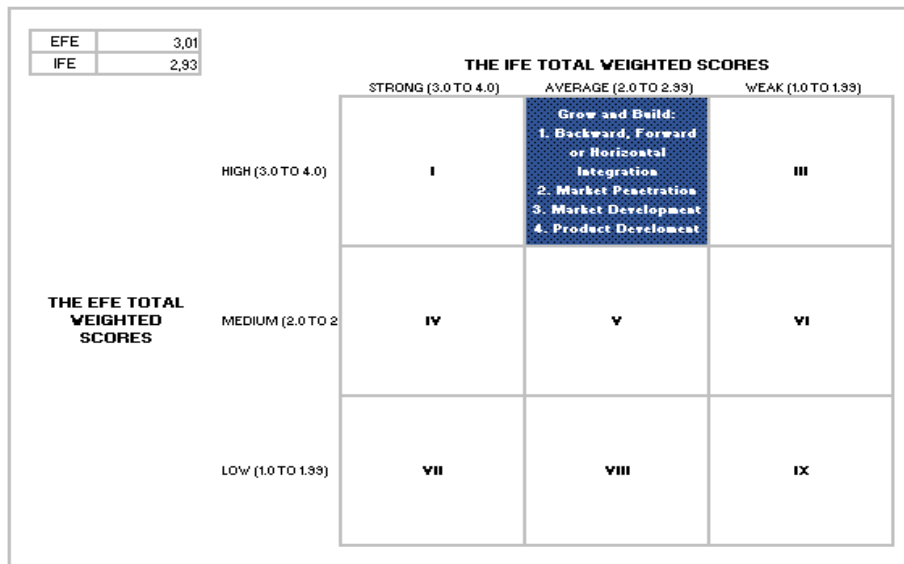 EFE 3,01
IFE 2,93
THE IFE TOTAL WEIGHTED SCORES
STRONG (3.0 TO 4.0) AVERAGE (2.0 TO 2.99) WEAK (1.0 TO 1.99)
HIGH (3.0 TO 4.0)
I
Grow and Build:
1. Backward, Forward
or Horizontal
Integration
2. Market Penetration
3. Market Development
4. Product Develoment
III
THE EFE TOTAL
WEIGHTED
SCORES
MEDIUM (2.0 TO 2
IV V VI
LOW (1.0 TO 1.99)
VII VIII IX